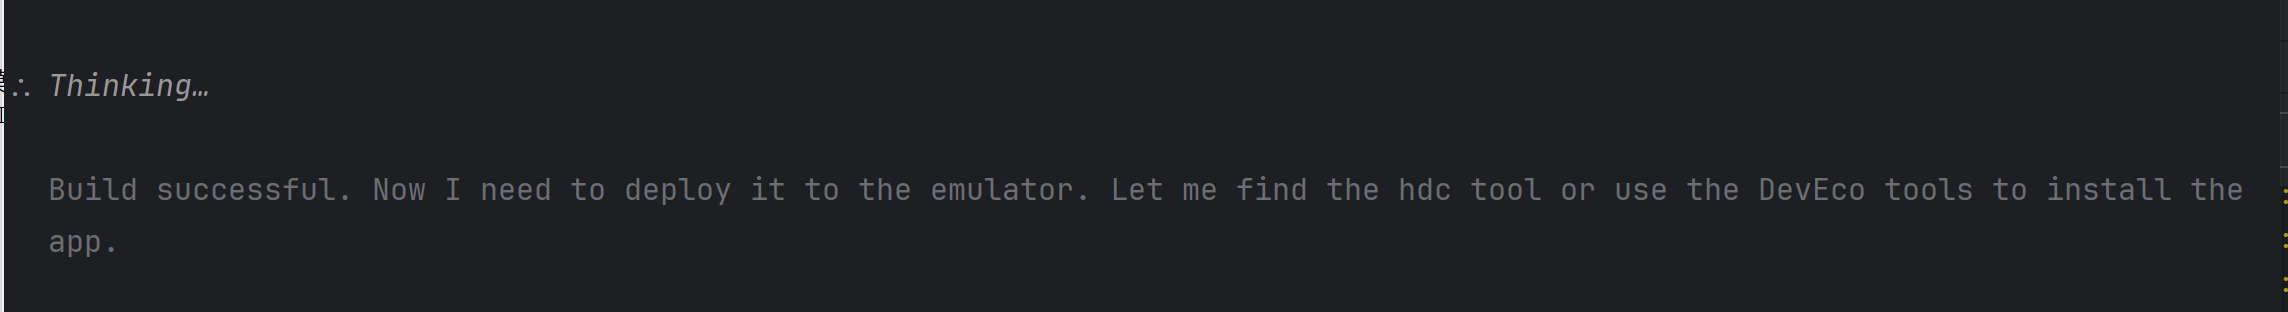 ∴ Thinking…
Build successful. Now I need to deploy it to the emulator. Let me find the hdc tool or use the DevEco tools to install the
app.